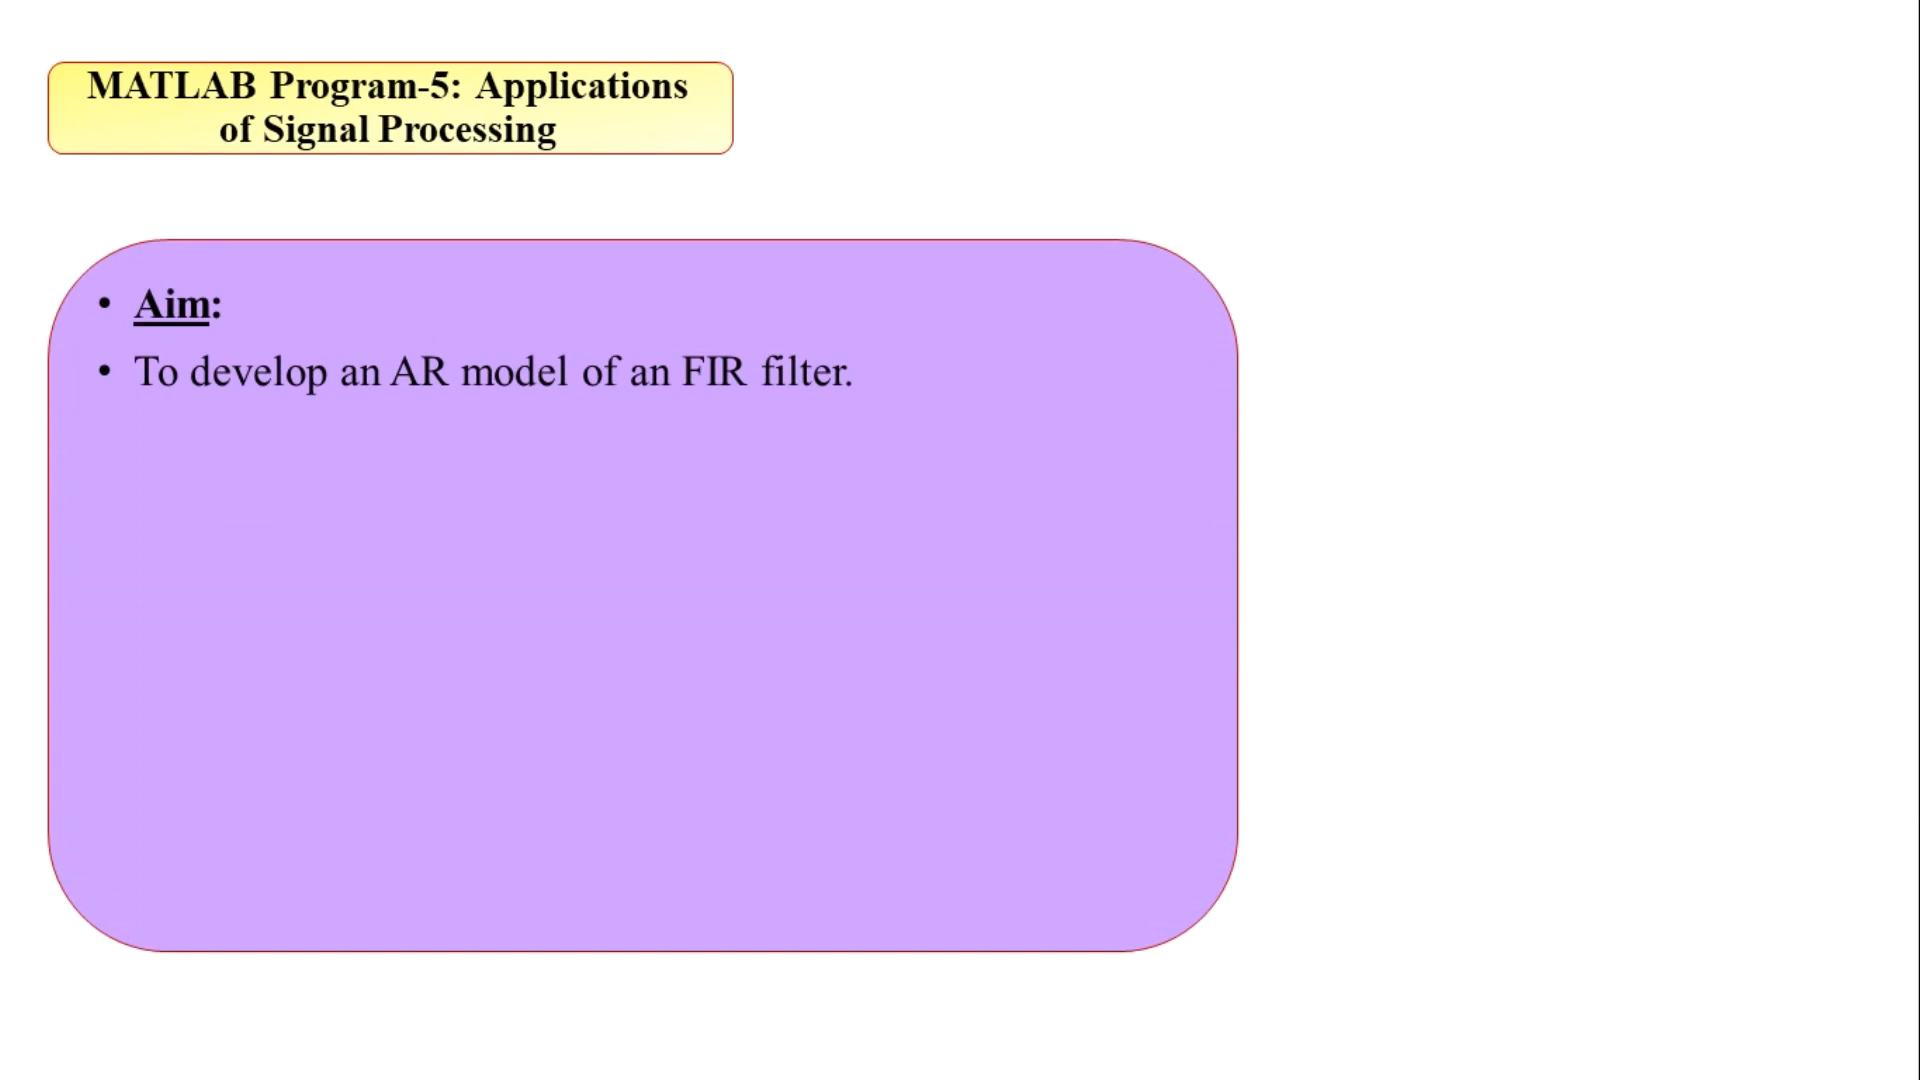 MATLAB Program-5: Applications
of Signal Processing
• Aim:
• To develop an AR model of an FIR filter.